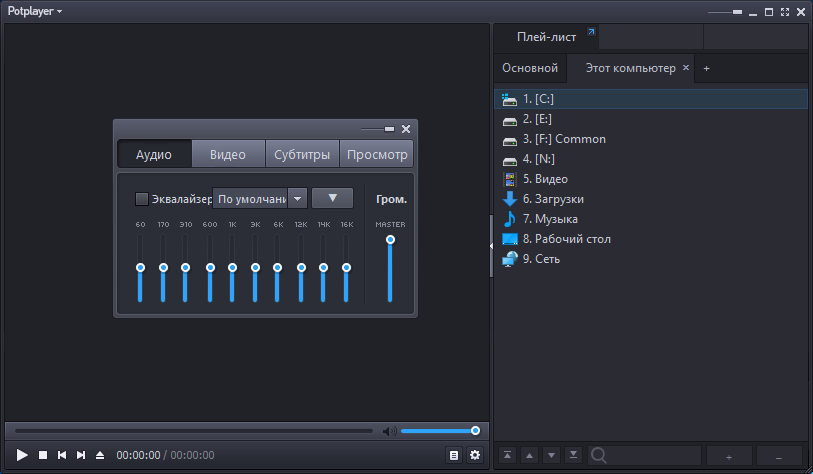 Potplayer
Плей-лист
Основной Этот компьютер × +
1. [C:]
2. [E:]
3. [F:] Common
4. [N:]
5. Видео
6. Загрузки
7. Музыка
8. Рабочий стол
9. Сеть
Аудио Видео Субтитры Просмотр
Эквалайзер По умолчани Гром.
60 170 310 600 1K 3K 6K 12K 14K 16K MASTER
00:00:00 / 00:00:00
+ −